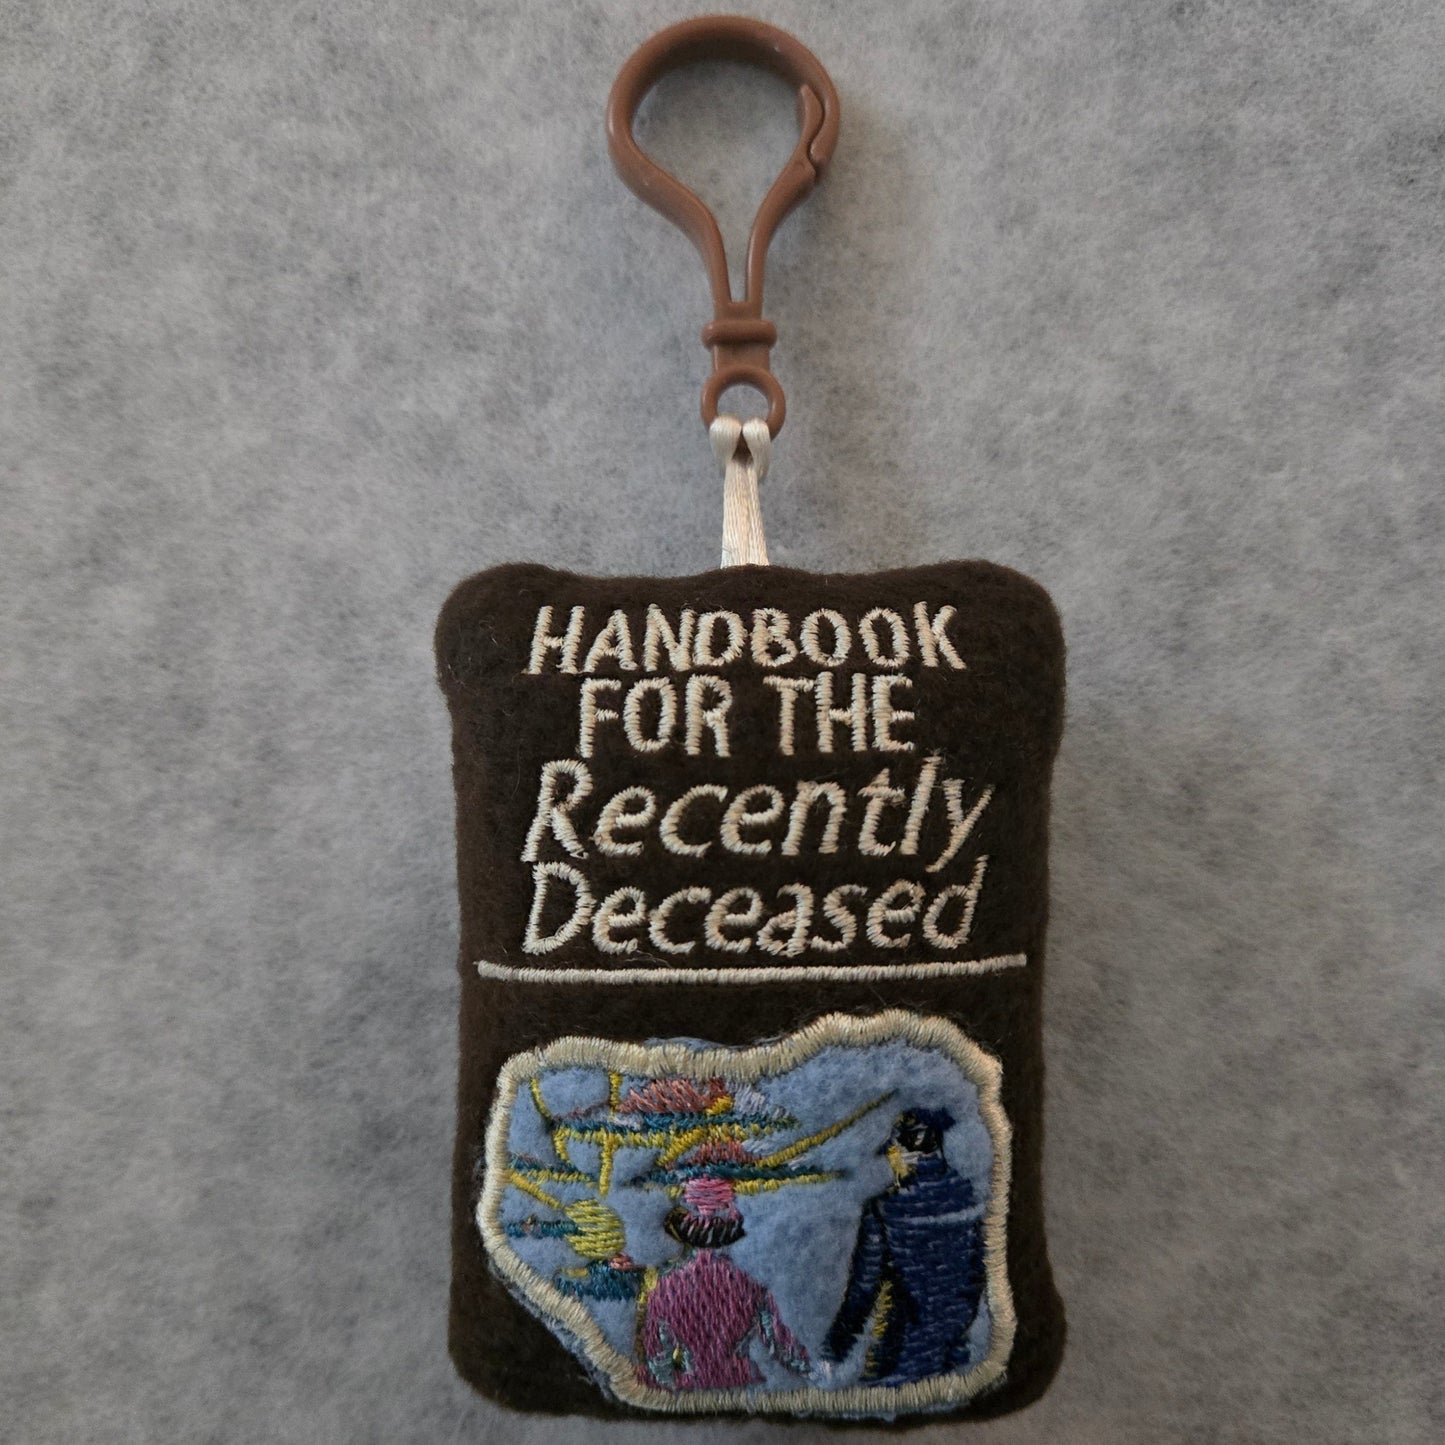 HANDBOOK
FOR THE
Recently
Deceased